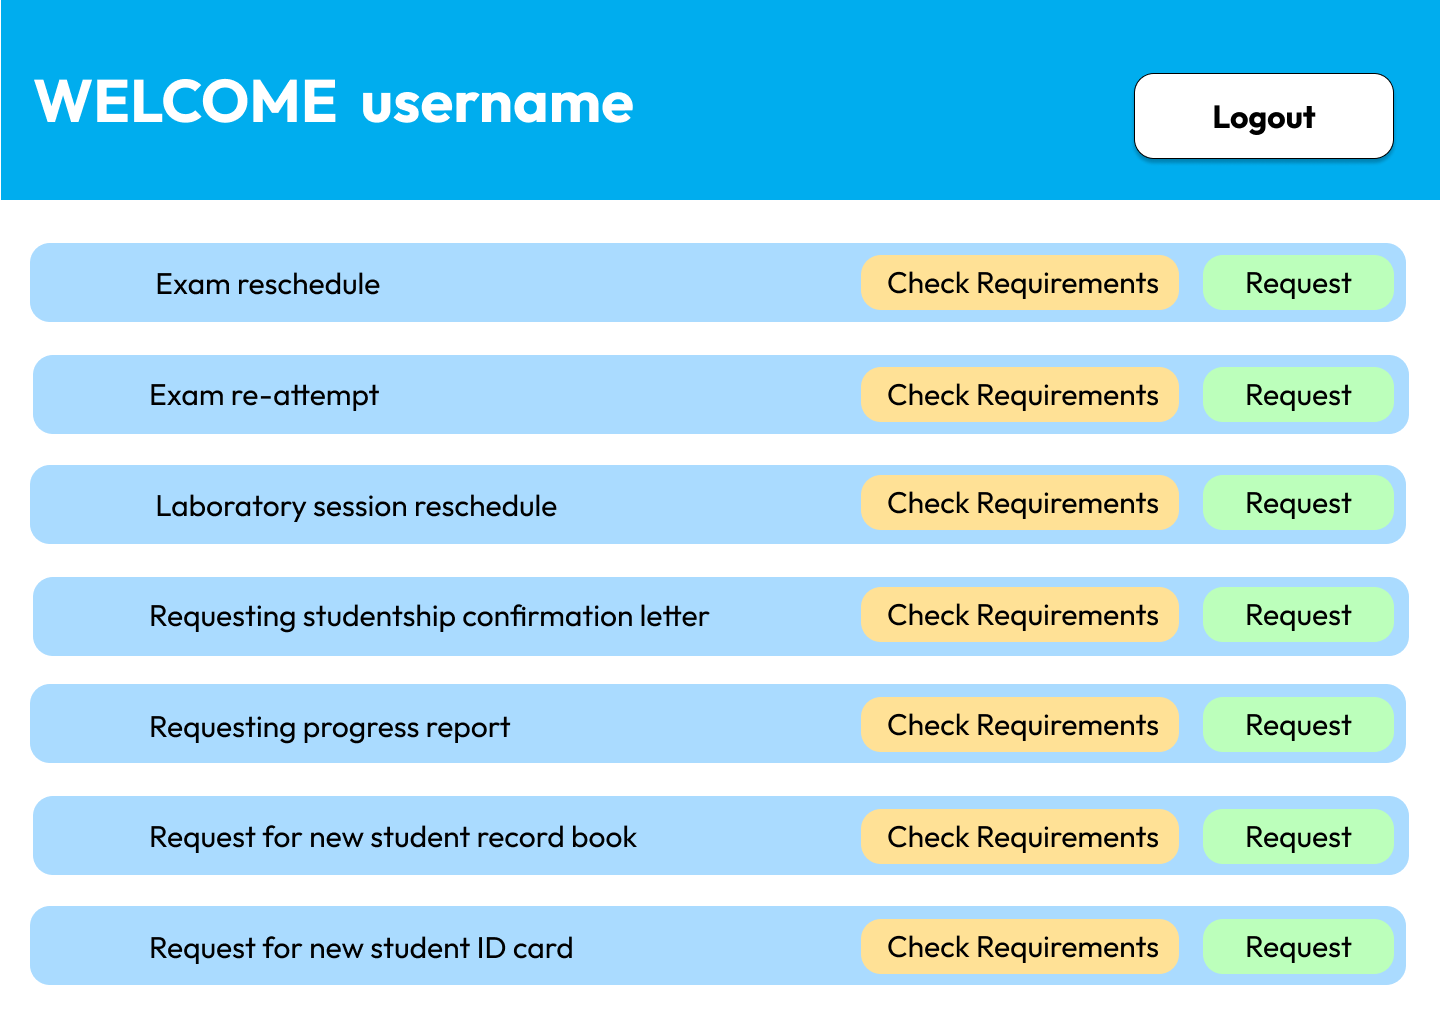 WELCOME username
Logout
Exam reschedule
Check Requirements
Request
Exam re-attempt
Check Requirements
Request
Laboratory session reschedule
Check Requirements
Request
Requesting studentship confirmation letter
Check Requirements
Request
Requesting progress report
Check Requirements
Request
Request for new student record book
Check Requirements
Request
Request for new student ID card
Check Requirements
Request